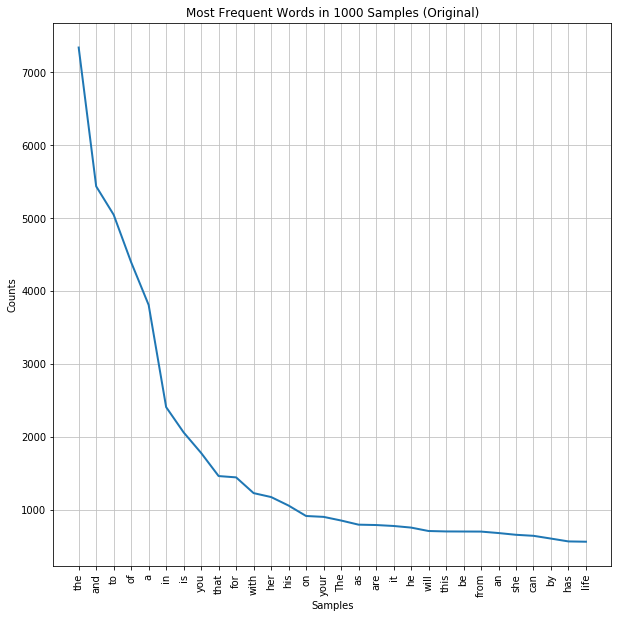 Most Frequent Words in 1000 Samples (Original)
7000
6000
5000
4000
3000
2000
1000
Counts
the
and
to
of
a
in
is
you
that
for
with
her
his
on
your
The
as
are
it
he
will
this
be
from
an
she
can
by
has
life
Samples